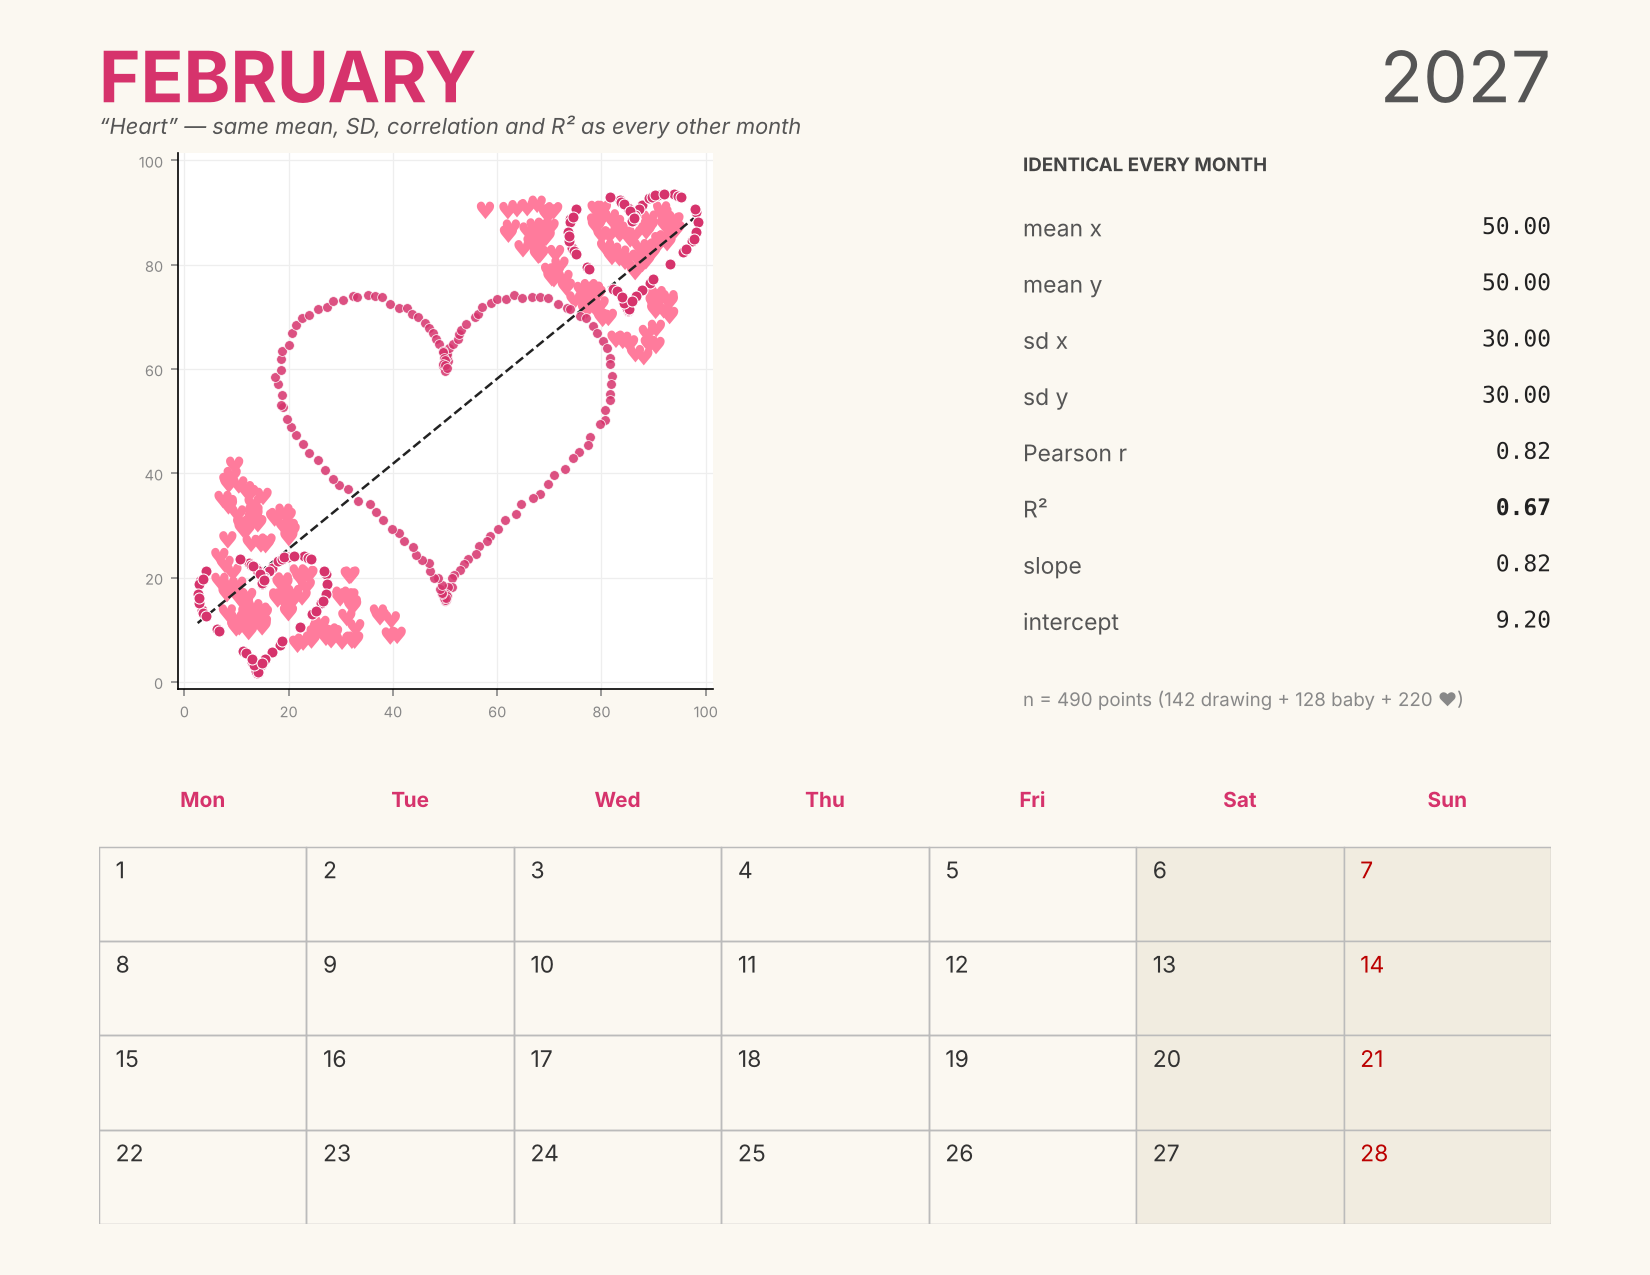 FEBRUARY 2027
“Heart” — same mean, SD, correlation and R² as every other month
100
80
60
40
20
0
0 20 40 60 80 100
IDENTICAL EVERY MONTH
mean x 50.00
mean y 50.00
sd x 30.00
sd y 30.00
Pearson r 0.82
R² 0.67
slope 0.82
intercept 9.20
n = 490 points (142 drawing + 128 baby + 220 ♥)
Mon Tue Wed Thu Fri Sat Sun
1 2 3 4 5 6 7
8 9 10 11 12 13 14
15 16 17 18 19 20 21
22 23 24 25 26 27 28